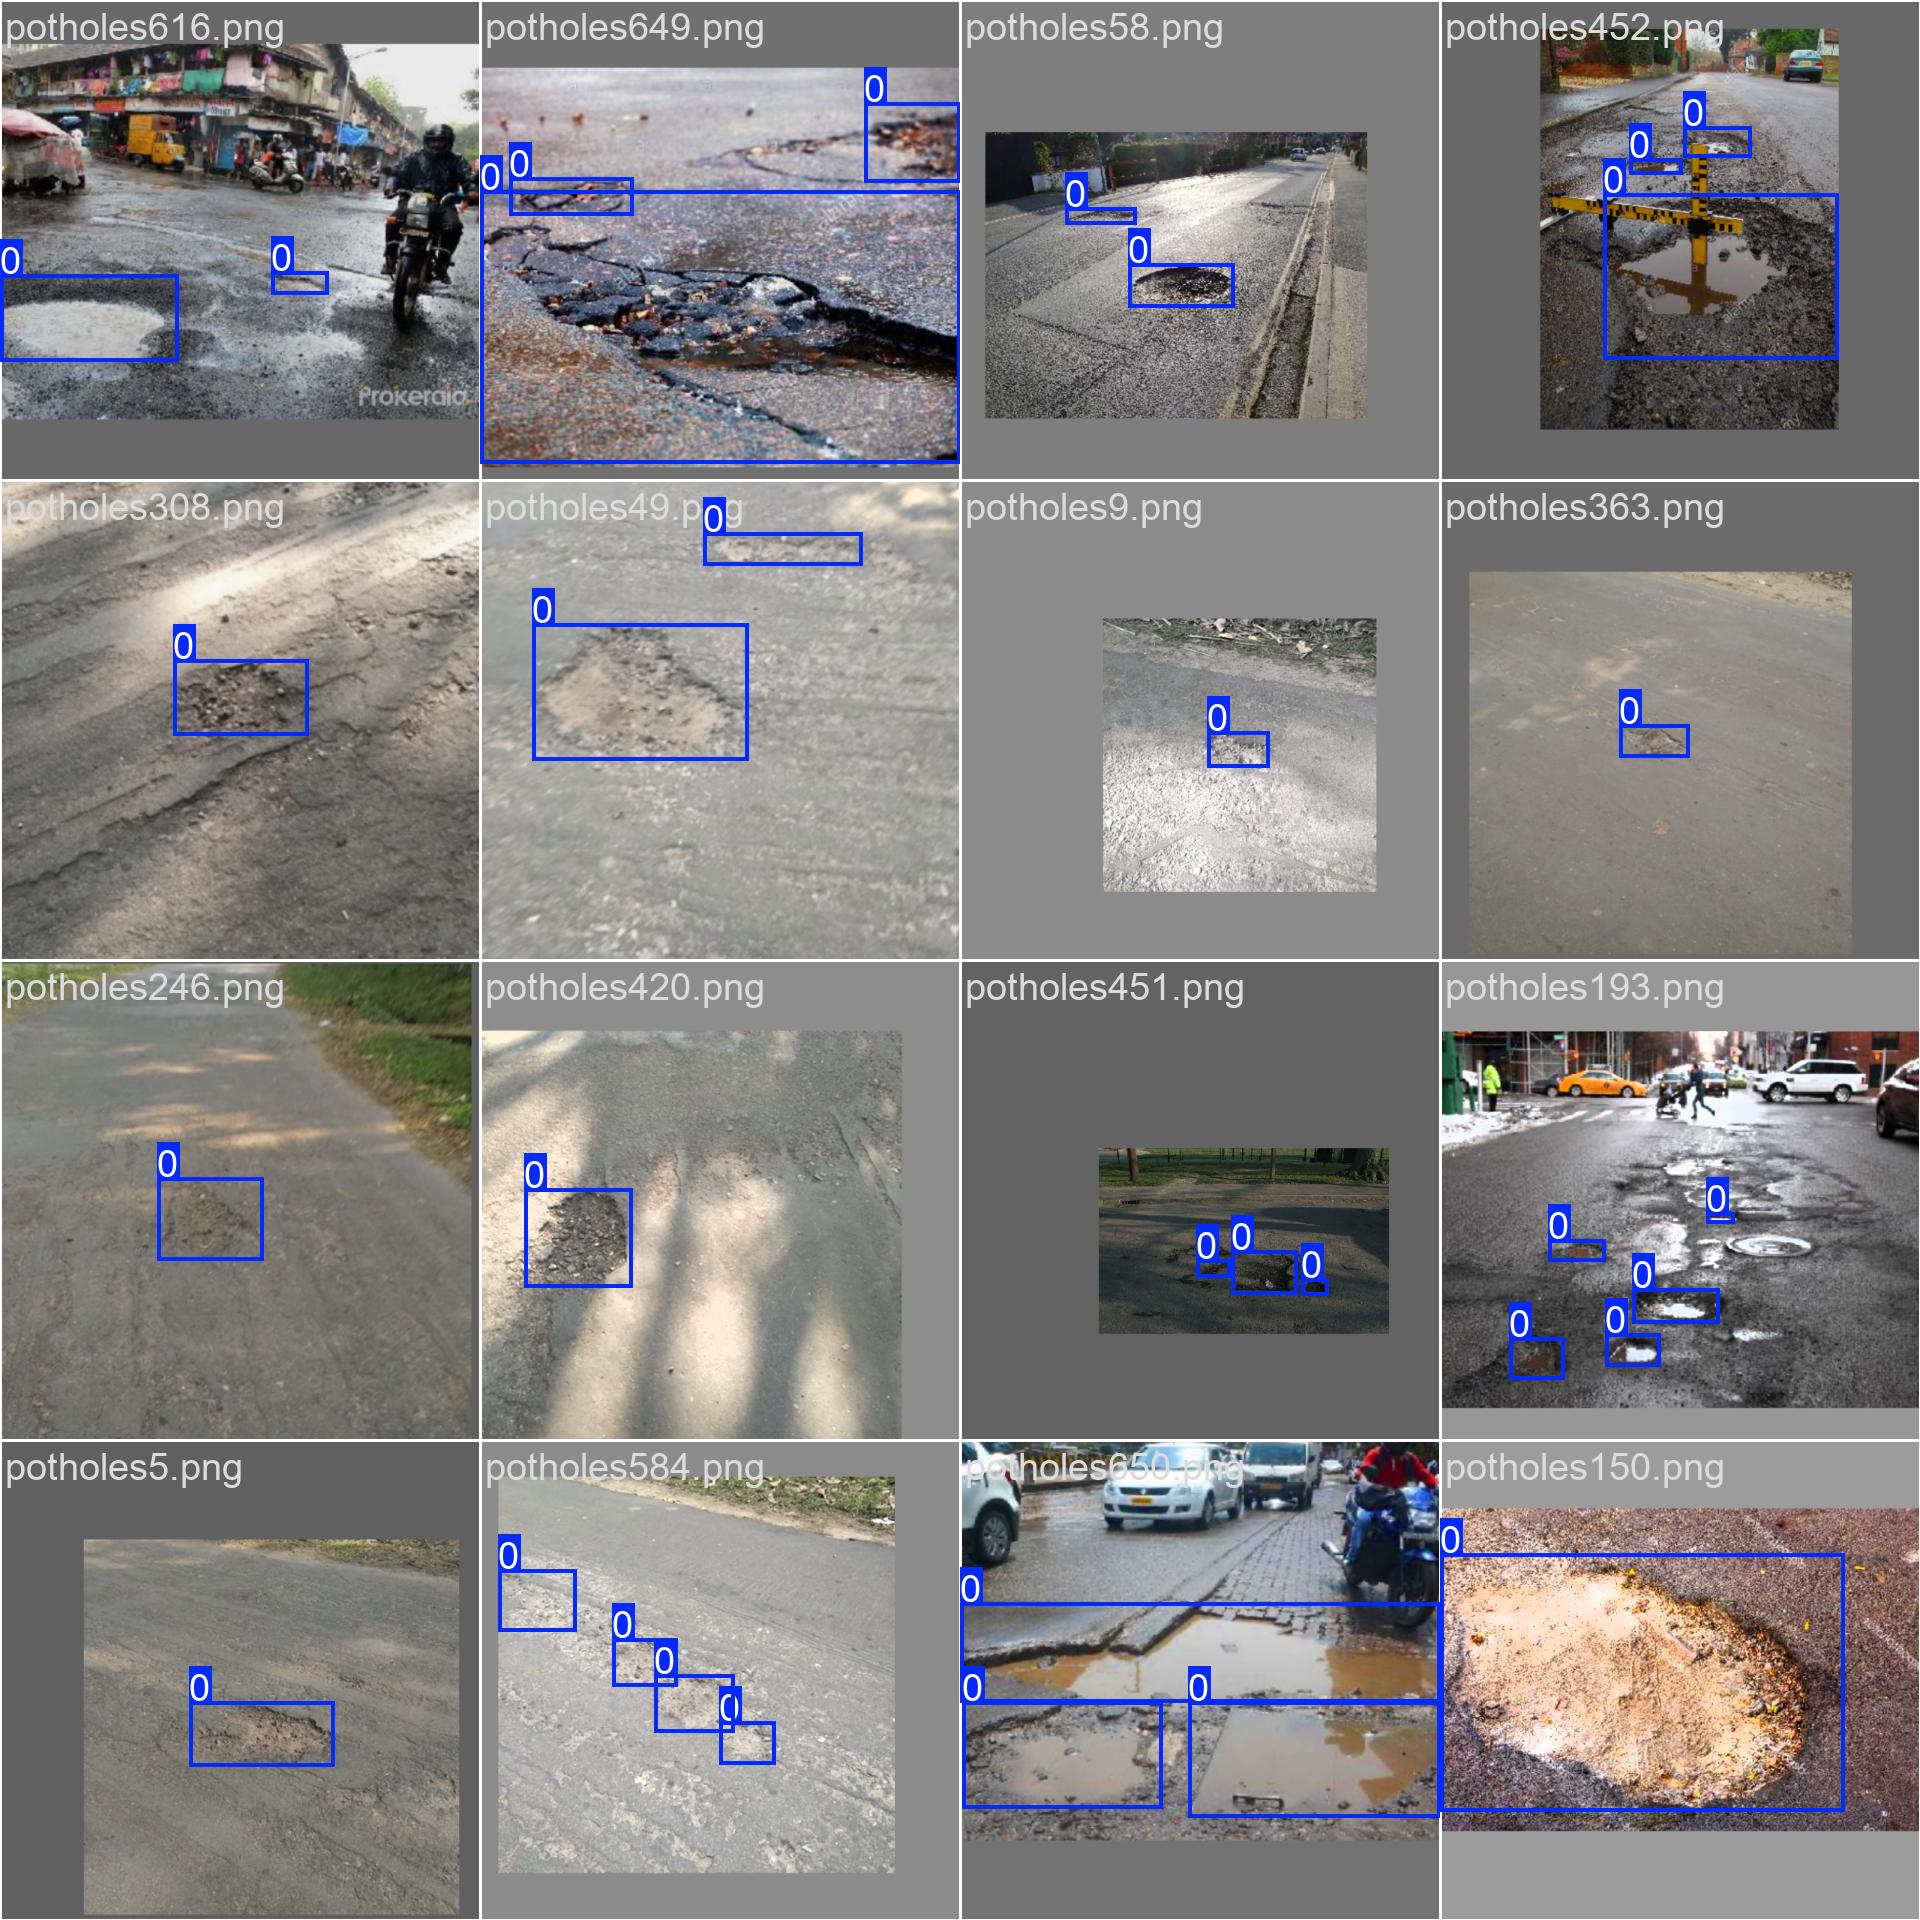 potholes616.png
potholes649.png
potholes58.png
potholes452.png
0
0
Prokerala
0
0
0
0
0
0
0
0
potholes308.png
potholes49.png
potholes9.png
potholes363.png
0
0
0
0
0
potholes246.png
potholes420.png
potholes451.png
potholes193.png
0
0
0
0
0
0
0
0
0
0
potholes5.png
potholes584.png
potholes650.png
potholes150.png
0
0
0
0
0
0
0
0
0